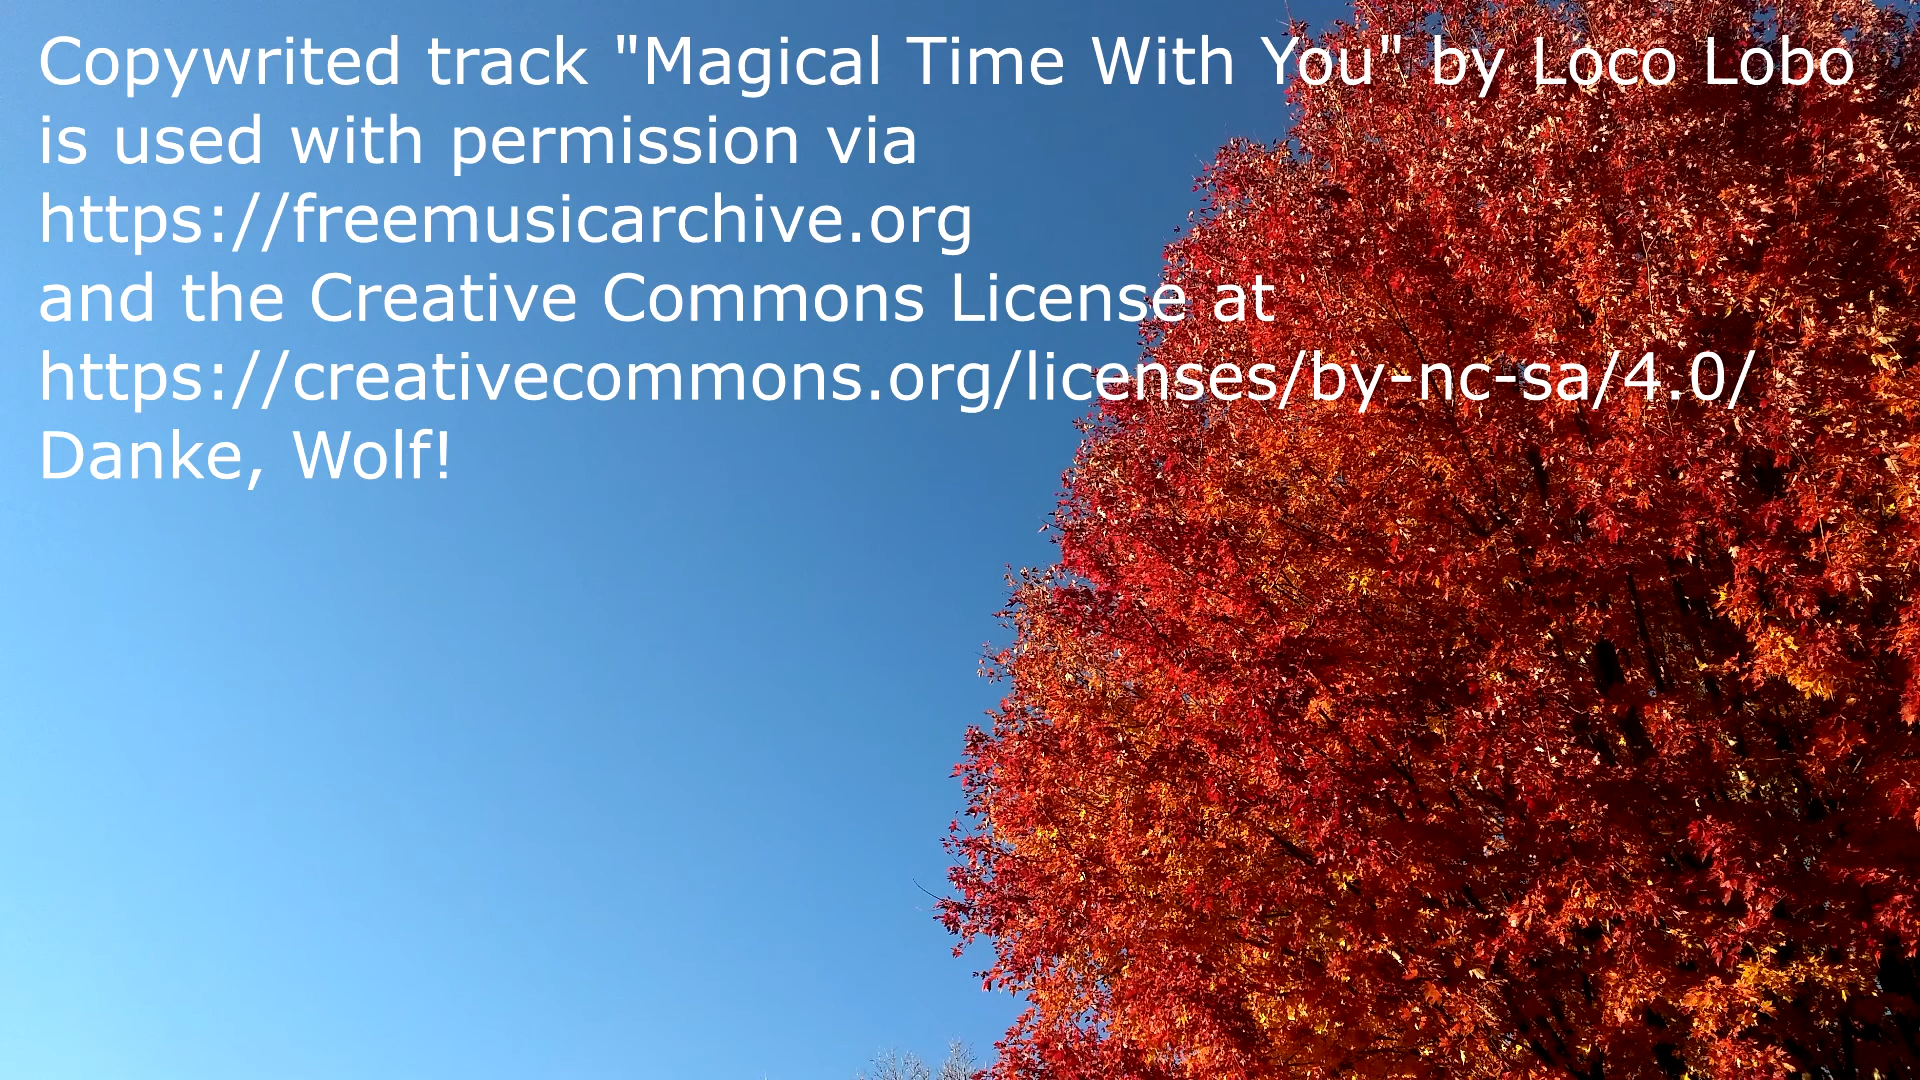 Copywrited track "Magical Time With You" by Loco Lobo
is used with permission via
https://freemusicarchive.org
and the Creative Commons License at
https://creativecommons.org/licenses/by-nc-sa/4.0/
Danke, Wolf!